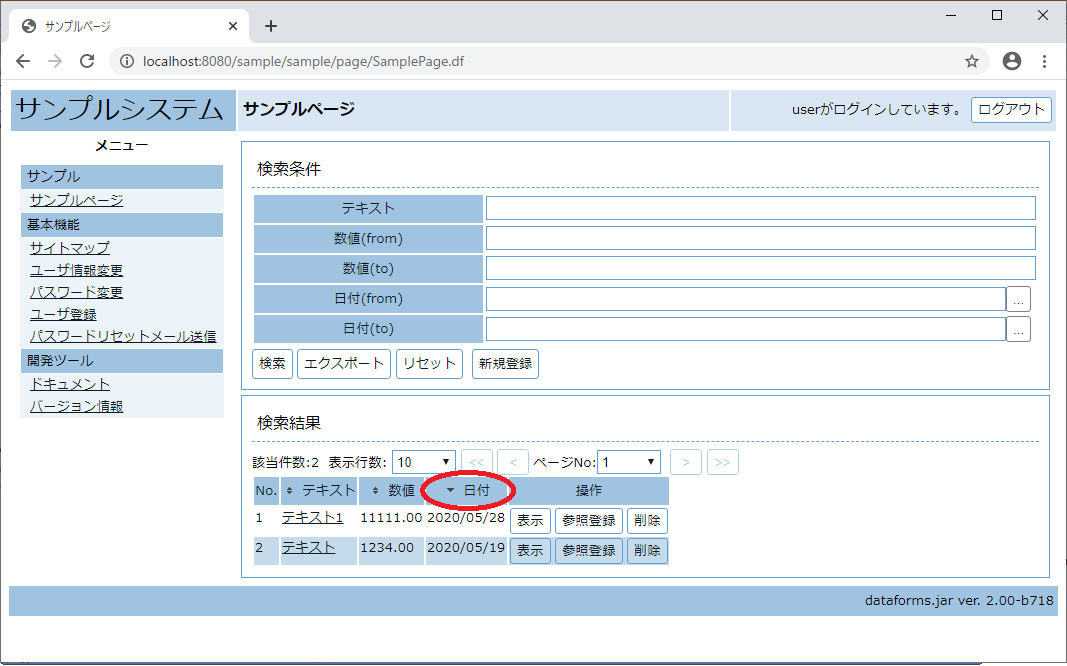 サンプルページ
localhost:8080/sample/sample/page/SamplePage.df
サンプルシステム サンプルページ userがログインしています。 ログアウト
メニュー
サンプル
サンプルページ
基本機能
サイトマップ
ユーザ情報変更
パスワード変更
ユーザ登録
パスワードリセットメール送信
開発ツール
ドキュメント
バージョン情報
検索条件
テキスト
数値(from)
数値(to)
日付(from) ...
日付(to) ...
検索 エクスポート リセット 新規登録
検索結果
該当件数:2 表示行数: 10 << < ページNo: 1 > >>
No. テキスト 数値 日付 操作
1 テキスト1 11111.00 2020/05/28 表示 参照登録 削除
2 テキスト 1234.00 2020/05/19 表示 参照登録 削除
dataforms.jar ver. 2.00-b718